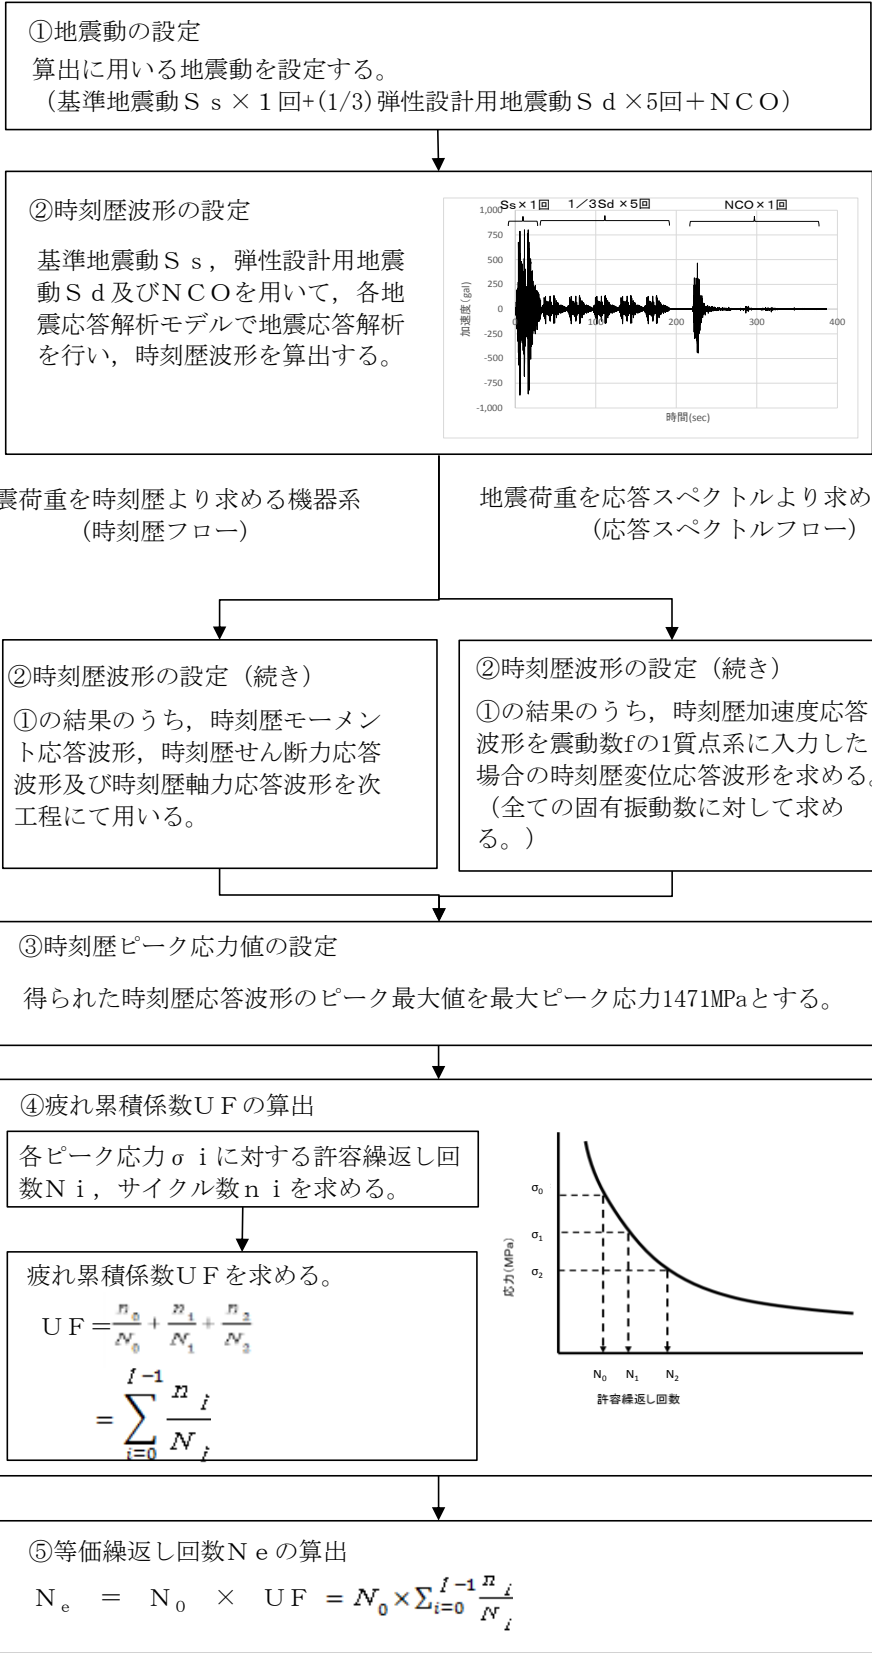 ①地震動の設定
算出に用いる地震動を設定する。
（基準地震動Ｓｓ×１回+(1/3)弾性設計用地震動Ｓｄ×5回＋ＮＣＯ）
②時刻歴波形の設定
基準地震動Ｓｓ，弾性設計用地震
動Ｓｄ及びNCOを用いて，各地
震応答解析モデルで地震応答解析
を行い，時刻歴波形を算出する。
Ss×1回 1／3Sd×5回 NCO×1回
1,000
750
500
250
0
-250
-500
-750
-1,000
0 100 200 300 400
加速度(gal)
時間(sec)
震荷重を時刻歴より求める機器系
（時刻歴フロー）
地震荷重を応答スペクトルより求め
（応答スペクトルフロー）
②時刻歴波形の設定（続き）
①の結果のうち，時刻歴モーメン
ト応答波形，時刻歴せん断力応答
波形及び時刻歴軸力応答波形を次
工程にて用いる。
②時刻歴波形の設定（続き）
①の結果のうち，時刻歴加速度応答
波形を震動数fの1質点系に入力した
場合の時刻歴変位応答波形を求める。
（全ての固有振動数に対して求め
る。）
③時刻歴ピーク応力値の設定
得られた時刻歴応答波形のピーク最大値を最大ピーク応力1471MPaとする。
④疲れ累積係数ＵＦの算出
各ピーク応力σｉに対する許容繰返し回
数Ｎｉ，サイクル数ｎｉを求める。
疲れ累積係数ＵＦを求める。
ＵＦ=n₀/N₀ + n₁/N₁ + n₂/N₂
= ∑_{i=0}^{I-1} n_i/N_i
σ₀
σ₁
σ₂
応力(MPa)
N₀ N₁ N₂
許容繰返し回数
⑤等価繰返し回数Ｎｅの算出
Ｎₑ ＝ Ｎ₀ × ＵＦ = N₀×∑_{i=0}^{I-1} n_i/N_i